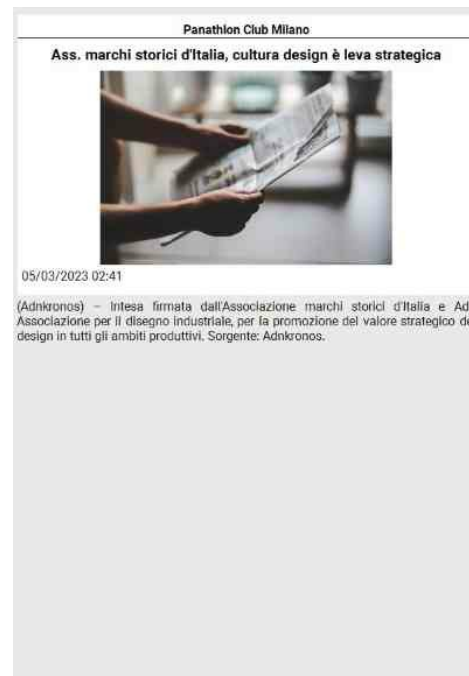 Panathlon Club Milano
Ass. marchi storici d'Italia, cultura design è leva strategica
05/03/2023 02:41
(Adnkronos) – Intesa firmata dall'Associazione marchi storici d'Italia e Ad
Associazione per il disegno industriale, per la promozione del valore strategico de
design in tutti gli ambiti produttivi. Sorgente: Adnkronos.